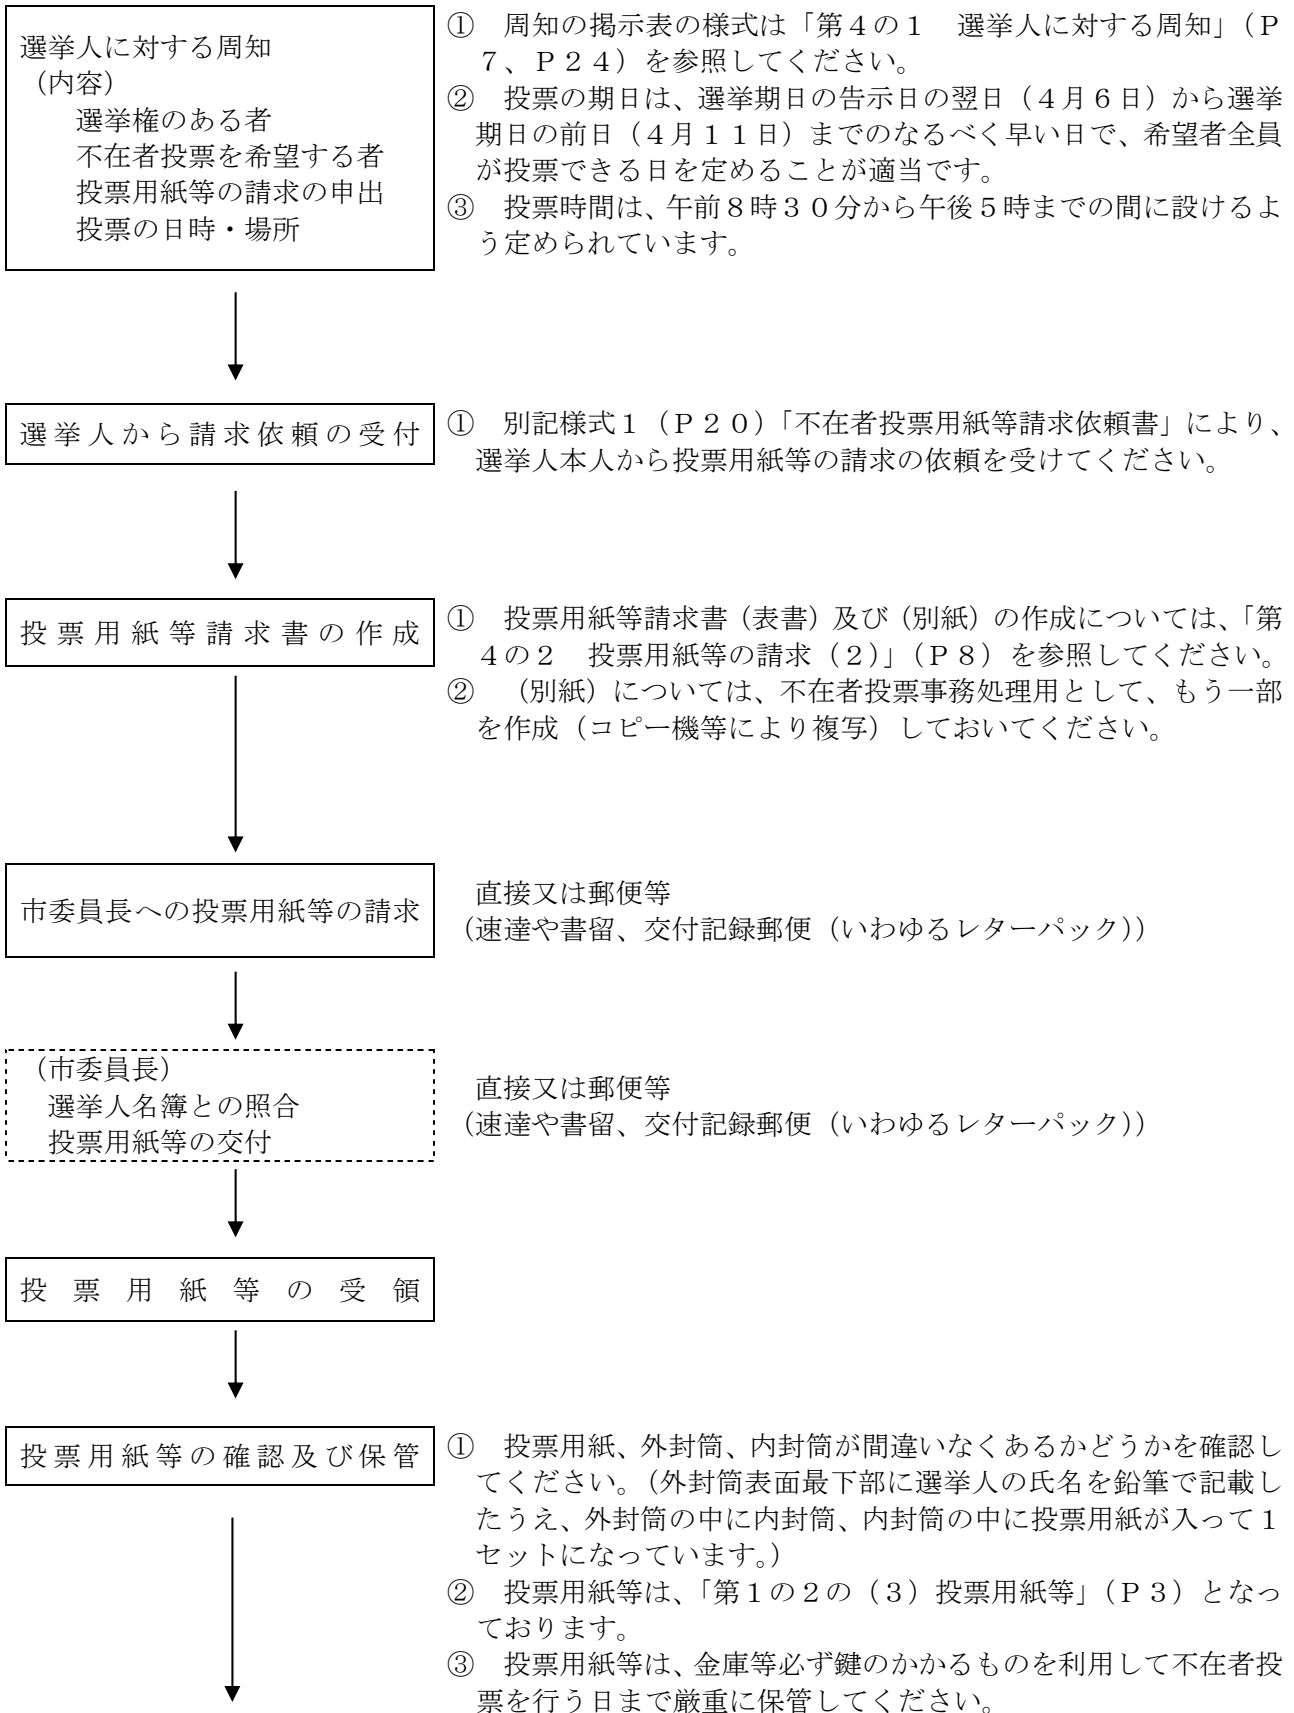 選挙人に対する周知
（内容）
選挙権のある者
不在者投票を希望する者
投票用紙等の請求の申出
投票の日時・場所
①　周知の掲示表の様式は「第４の１　選挙人に対する周知」（Ｐ
７、Ｐ２４）を参照してください。
②　投票の期日は、選挙期日の告示日の翌日（４月６日）から選挙
期日の前日（４月１１日）までのなるべく早い日で、希望者全員
が投票できる日を定めることが適当です。
③　投票時間は、午前８時３０分から午後５時までの間に設けるよ
う定められています。
選挙人から請求依頼の受付
①　別記様式１（Ｐ２０）「不在者投票用紙等請求依頼書」により、
選挙人本人から投票用紙等の請求の依頼を受けてください。
投票用紙等請求書の作成
①　投票用紙等請求書（表書）及び（別紙）の作成については、「第
４の２　投票用紙等の請求（２）」（Ｐ８）を参照してください。
②　（別紙）については、不在者投票事務処理用として、もう一部
を作成（コピー機等により複写）しておいてください。
市委員長への投票用紙等の請求
直接又は郵便等
（速達や書留、交付記録郵便（いわゆるレターパック））
（市委員長）
選挙人名簿との照合
投票用紙等の交付
直接又は郵便等
（速達や書留、交付記録郵便（いわゆるレターパック））
投票用紙等の受領
投票用紙等の確認及び保管
①　投票用紙、外封筒、内封筒が間違いなくあるかどうかを確認し
てください。（外封筒表面最下部に選挙人の氏名を鉛筆で記載し
たうえ、外封筒の中に内封筒、内封筒の中に投票用紙が入って１
セットになっています。）
②　投票用紙等は、「第１の２の（３）投票用紙等」（Ｐ３）となっ
ております。
③　投票用紙等は、金庫等必ず鍵のかかるものを利用して不在者投
票を行う日まで厳重に保管してください。